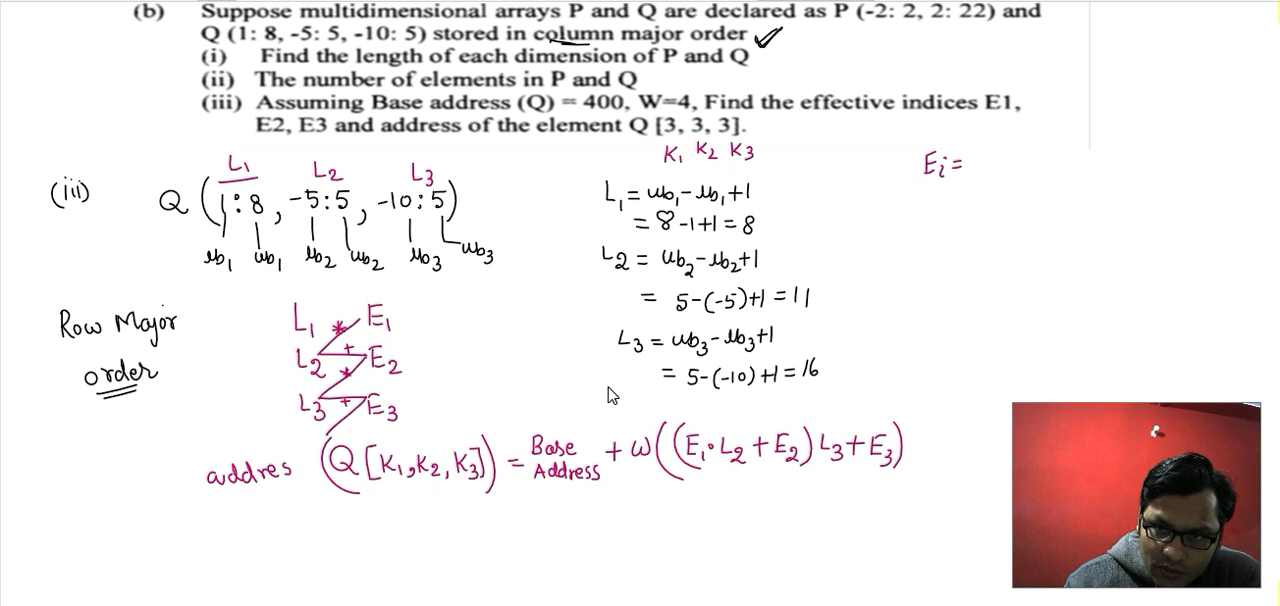 (b) Suppose multidimensional arrays P and Q are declared as P (-2: 2, 2: 22) and
Q (1: 8, -5: 5, -10: 5) stored in column major order ✓
(i) Find the length of each dimension of P and Q
(ii) The number of elements in P and Q
(iii) Assuming Base address (Q) = 400, W=4, Find the effective indices E1,
E2, E3 and address of the element Q [3, 3, 3].
K1 K2 K3
(iii) Q (1:8, -5:5, -10:5)
L1 L2 L3
lb1 ub1 lb2 ub2 lb3 ub3
Row Major
order
L1 * E1
L2 + * E2
L3 + E3
L1 = ub1 - lb1 + 1
= 8 - 1 + 1 = 8
L2 = ub2 - lb2 + 1
= 5 - (-5) + 1 = 11
L3 = ub3 - lb3 + 1
= 5 - (-10) + 1 = 16
Ei =
addres (Q [K1, K2, K3]) = Base Address + ω((E1·L2 + E2) L3 + E3)